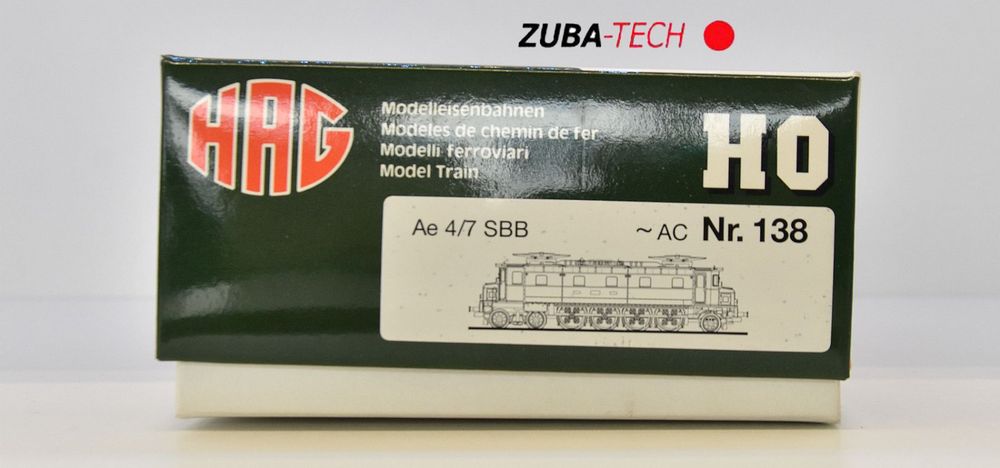 ZUBA-TECH
HAG
Modelleisenbahnen
Modeles de chemin de fer
Modelli ferroviari
Model Train
HO
Ae 4/7 SBB ~ AC Nr. 138